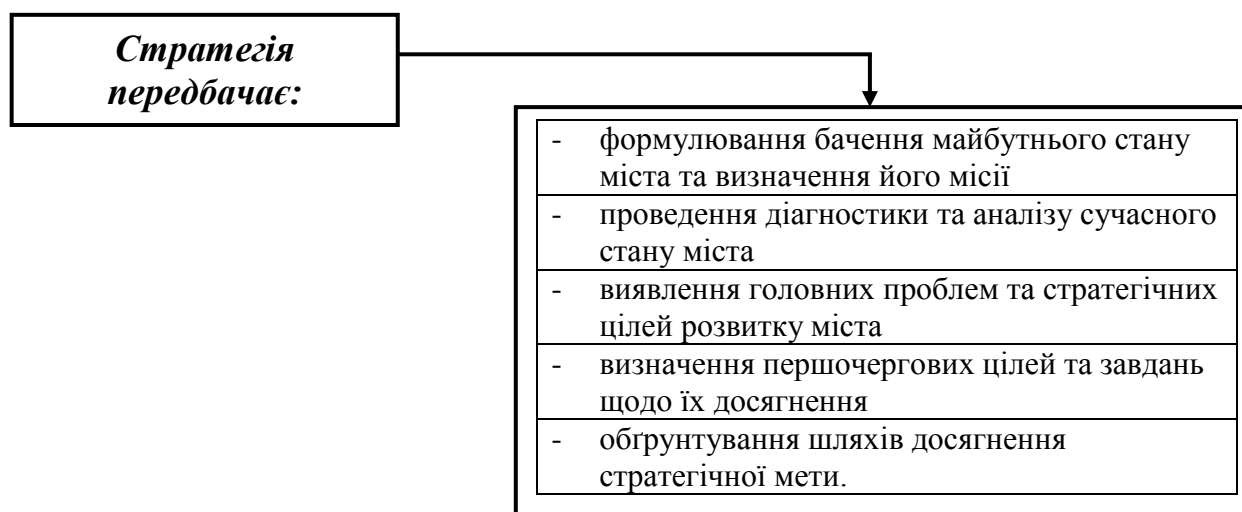 Стратегія
передбачає:
- формулювання бачення майбутнього стану
міста та визначення його місії
- проведення діагностики та аналізу сучасного
стану міста
- виявлення головних проблем та стратегічних
цілей розвитку міста
- визначення першочергових цілей та завдань
щодо їх досягнення
- обґрунтування шляхів досягнення
стратегічної мети.